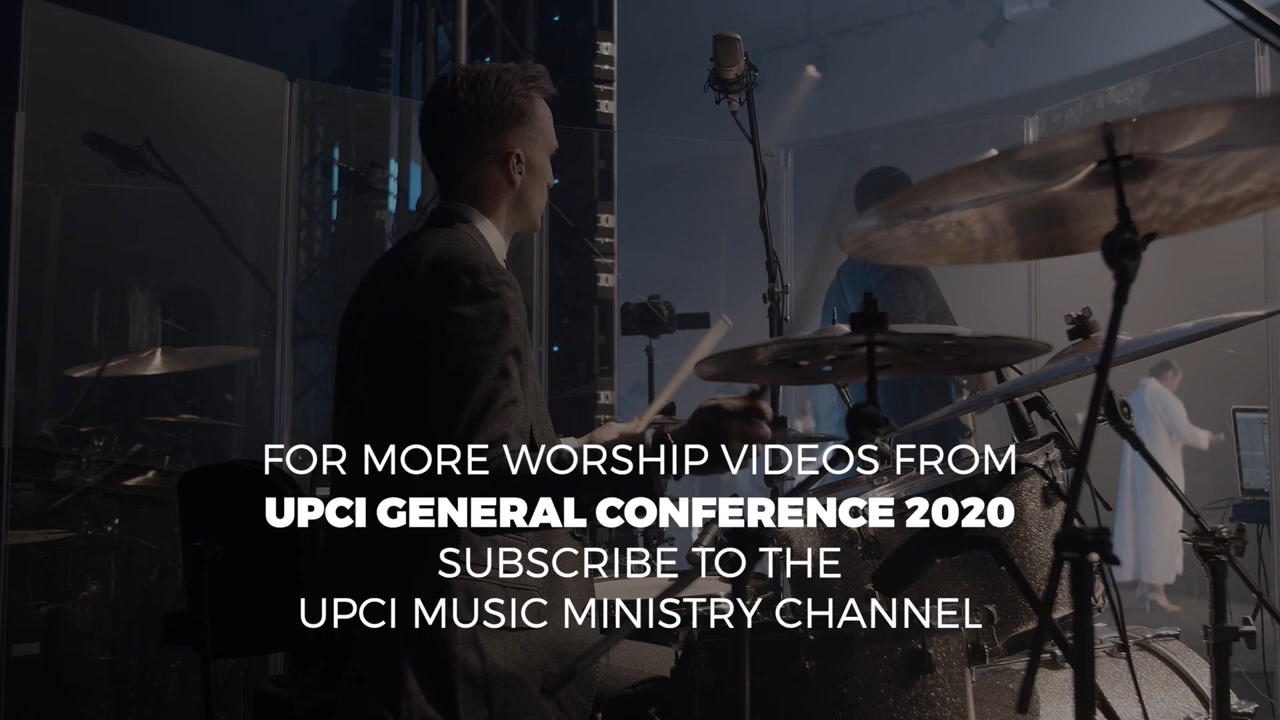 FOR MORE WORSHIP VIDEOS FROM
UPCI GENERAL CONFERENCE 2020
SUBSCRIBE TO THE
UPCI MUSIC MINISTRY CHANNEL